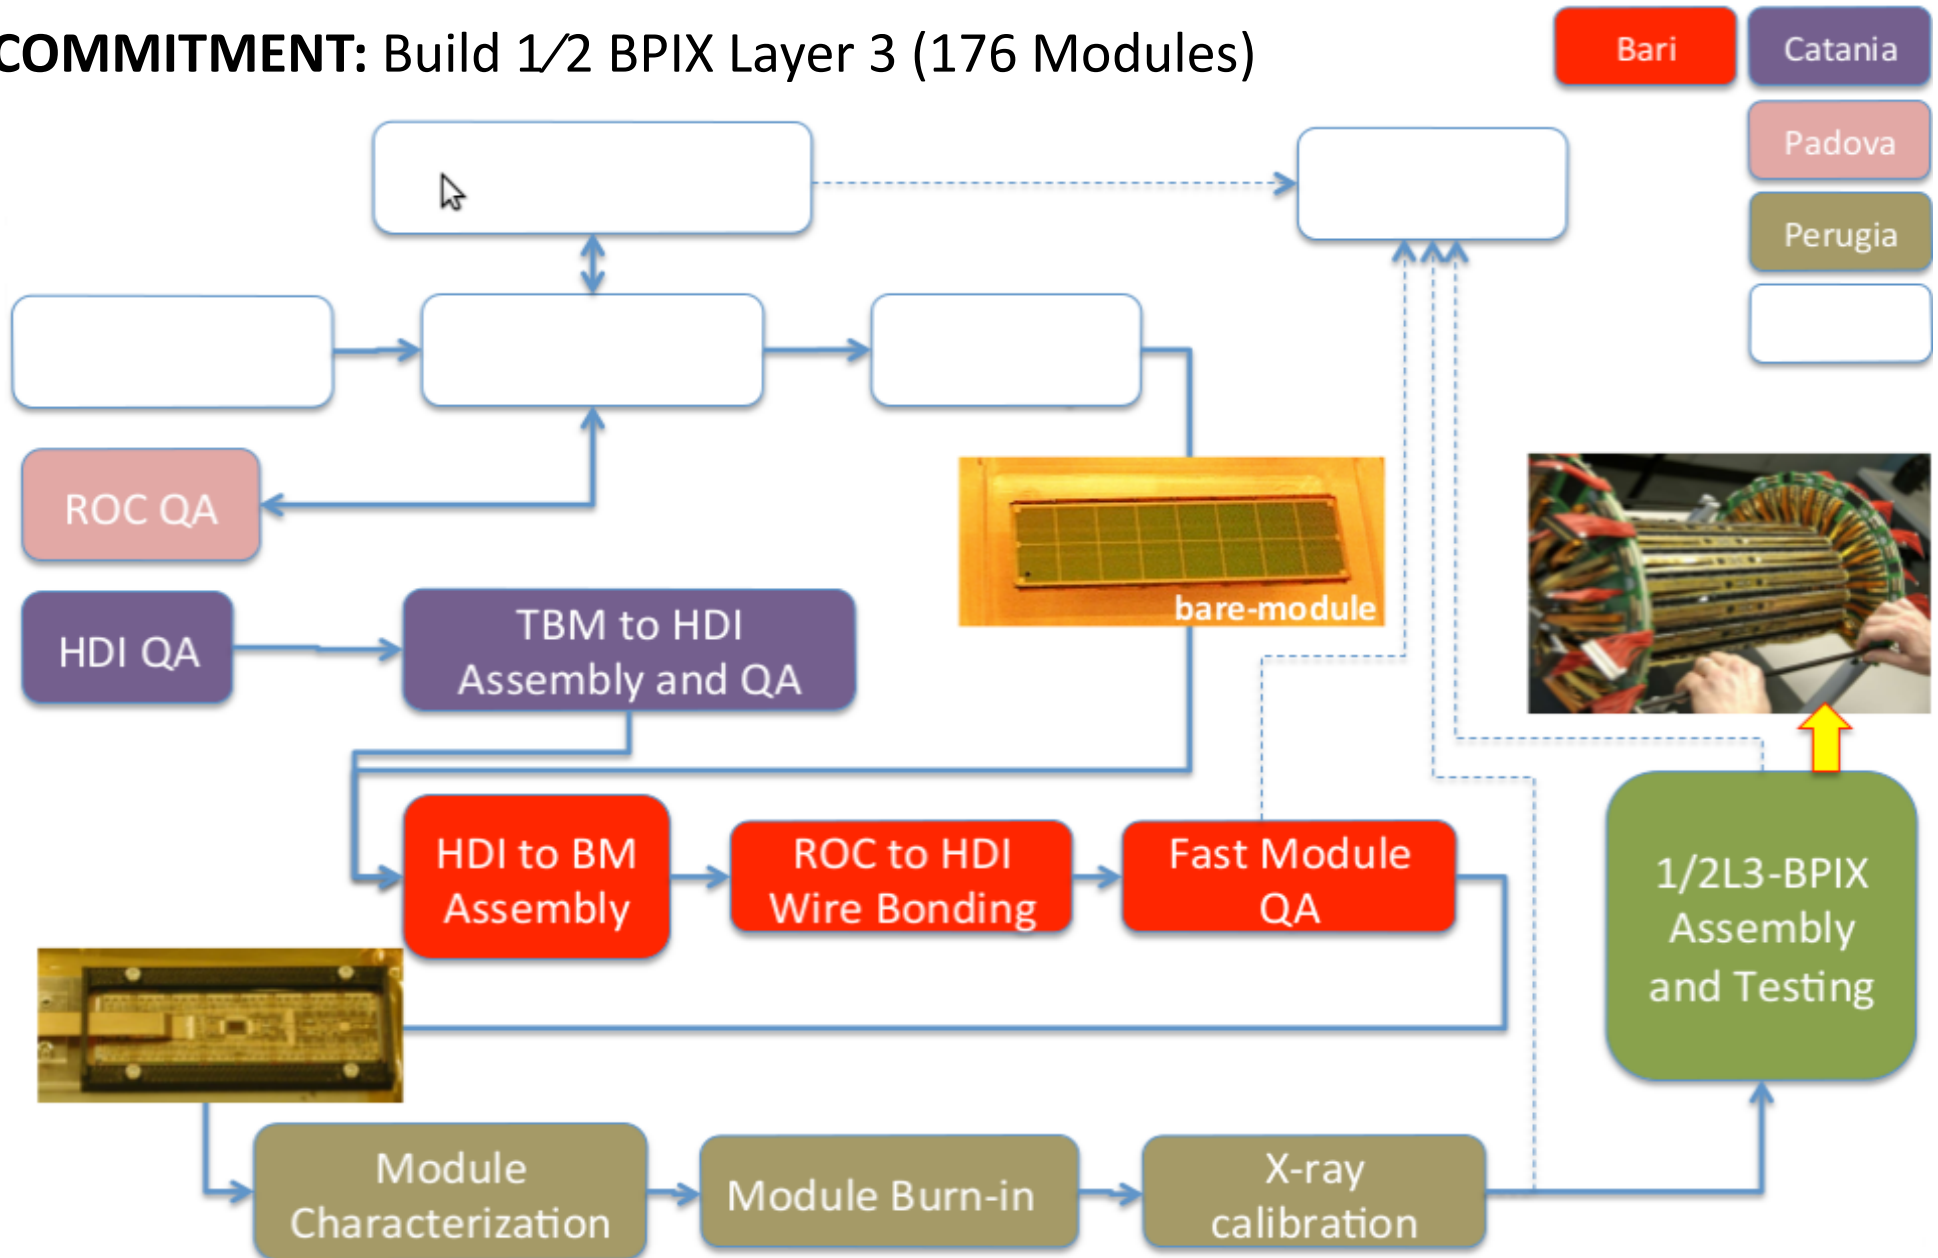 COMMITMENT: Build 1/2 BPIX Layer 3 (176 Modules)
Bari
Catania
Padova
Perugia
ROC QA
bare-module
HDI QA
TBM to HDI
Assembly and QA
HDI to BM
Assembly
ROC to HDI
Wire Bonding
Fast Module
QA
1/2L3-BPIX
Assembly
and Testing
Module
Characterization
Module Burn-in
X-ray
calibration